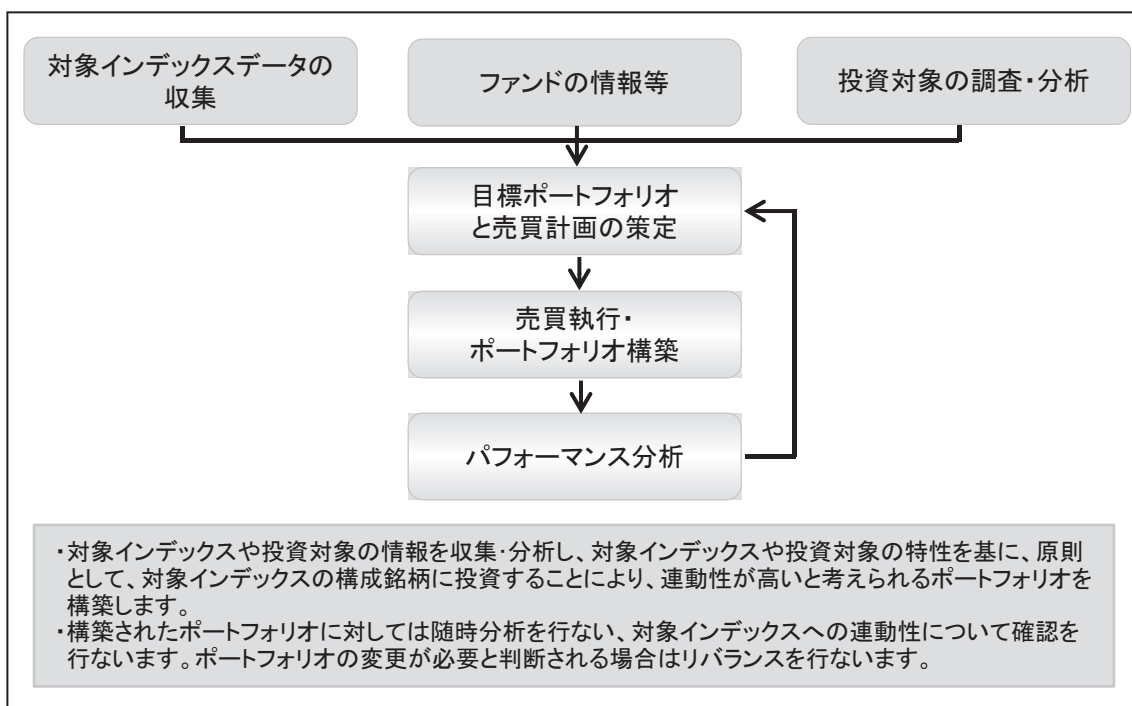 対象インデックスデータの
収集
ファンドの情報等
投資対象の調査・分析
目標ポートフォリオ
と売買計画の策定
売買執行・
ポートフォリオ構築
パフォーマンス分析
・対象インデックスや投資対象の情報を収集・分析し、対象インデックスや投資対象の特性を基に、原則
として、対象インデックスの構成銘柄に投資することにより、連動性が高いと考えられるポートフォリオを
構築します。
・構築されたポートフォリオに対しては随時分析を行ない、対象インデックスへの連動性について確認を
行ないます。ポートフォリオの変更が必要と判断される場合はリバランスを行ないます。